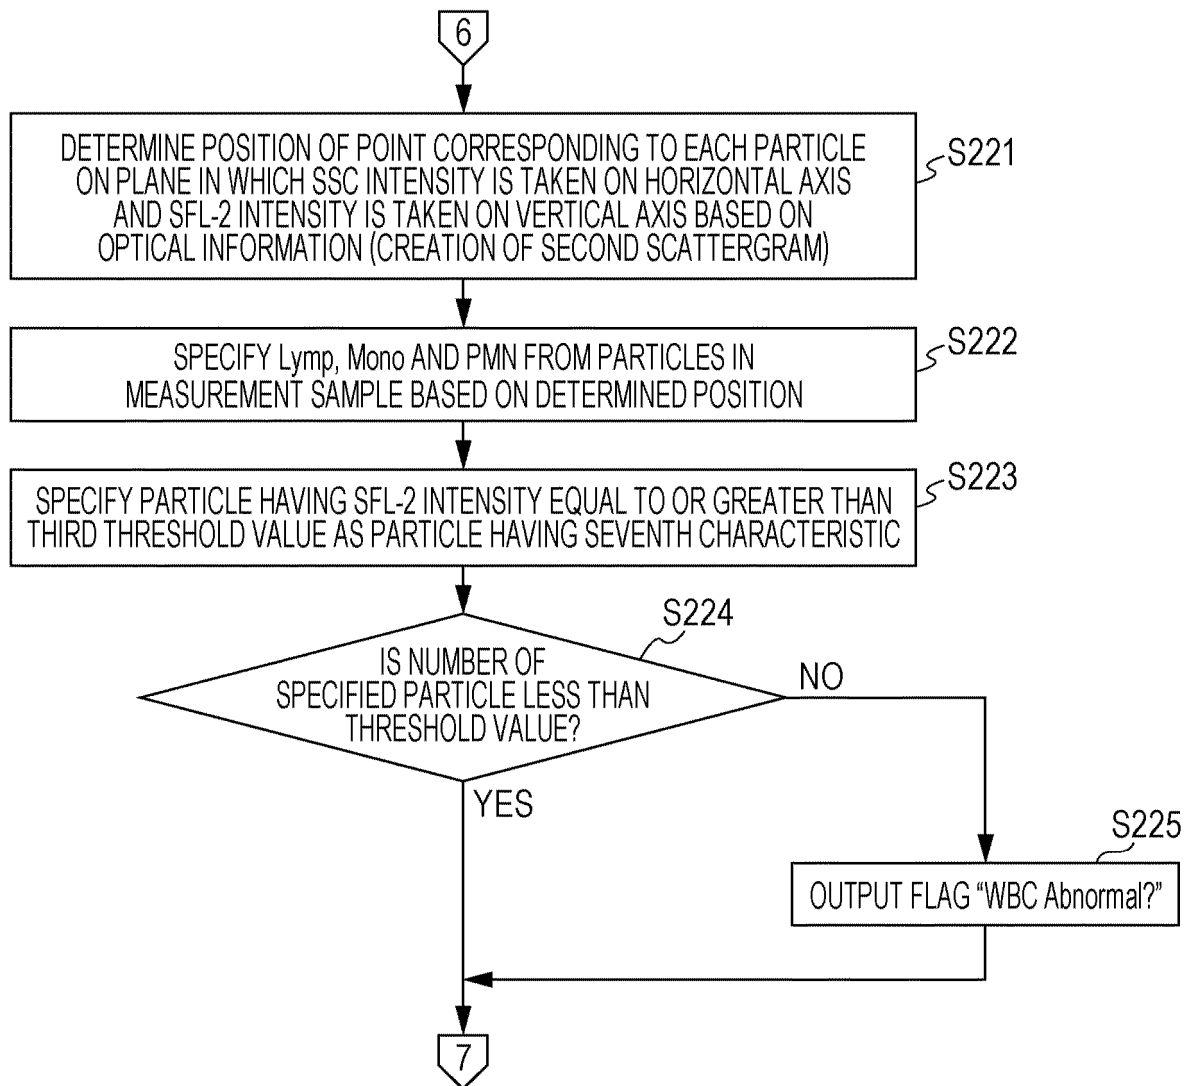 6
DETERMINE POSITION OF POINT CORRESPONDING TO EACH PARTICLE
ON PLANE IN WHICH SSC INTENSITY IS TAKEN ON HORIZONTAL AXIS
AND SFL-2 INTENSITY IS TAKEN ON VERTICAL AXIS BASED ON
OPTICAL INFORMATION (CREATION OF SECOND SCATTERGRAM)
S221
SPECIFY Lymp, Mono AND PMN FROM PARTICLES IN
MEASUREMENT SAMPLE BASED ON DETERMINED POSITION
S222
SPECIFY PARTICLE HAVING SFL-2 INTENSITY EQUAL TO OR GREATER THAN
THIRD THRESHOLD VALUE AS PARTICLE HAVING SEVENTH CHARACTERISTIC
S223
S224
IS NUMBER OF
SPECIFIED PARTICLE LESS THAN
THRESHOLD VALUE?
NO
YES
S225
OUTPUT FLAG “WBC Abnormal?”
7